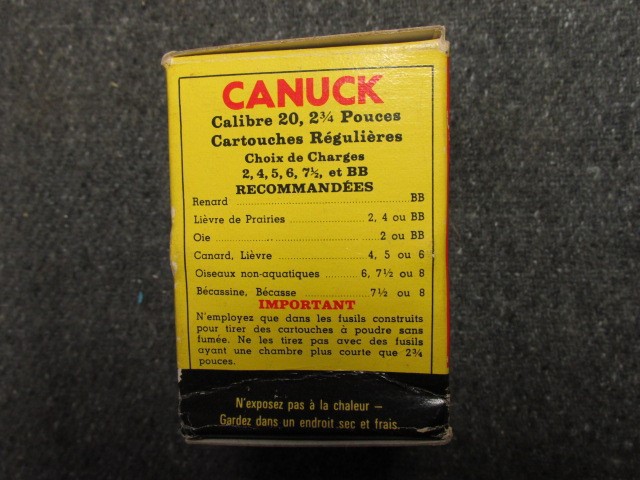 CANUCK
Calibre 20, 2¾ Pouces
Cartouches Régulières
Choix de Charges
2, 4, 5, 6, 7½, et BB
RECOMMANDÉES
Renard ........ BB
Lièvre de Prairies ........ 2, 4 ou BB
Oie ........ 2 ou BB
Canard, Lièvre ........ 4, 5 ou 6
Oiseaux non-aquatiques ........ 6, 7½ ou 8
Bécassine, Bécasse ........ 7½ ou 8
IMPORTANT
N'employez que dans les fusils construits
pour tirer des cartouches à poudre sans
fumée. Ne les tirez pas avec des fusils
ayant une chambre plus courte que 2¾
pouces.
N'exposez pas à la chaleur –
Gardez dans un endroit sec et frais.